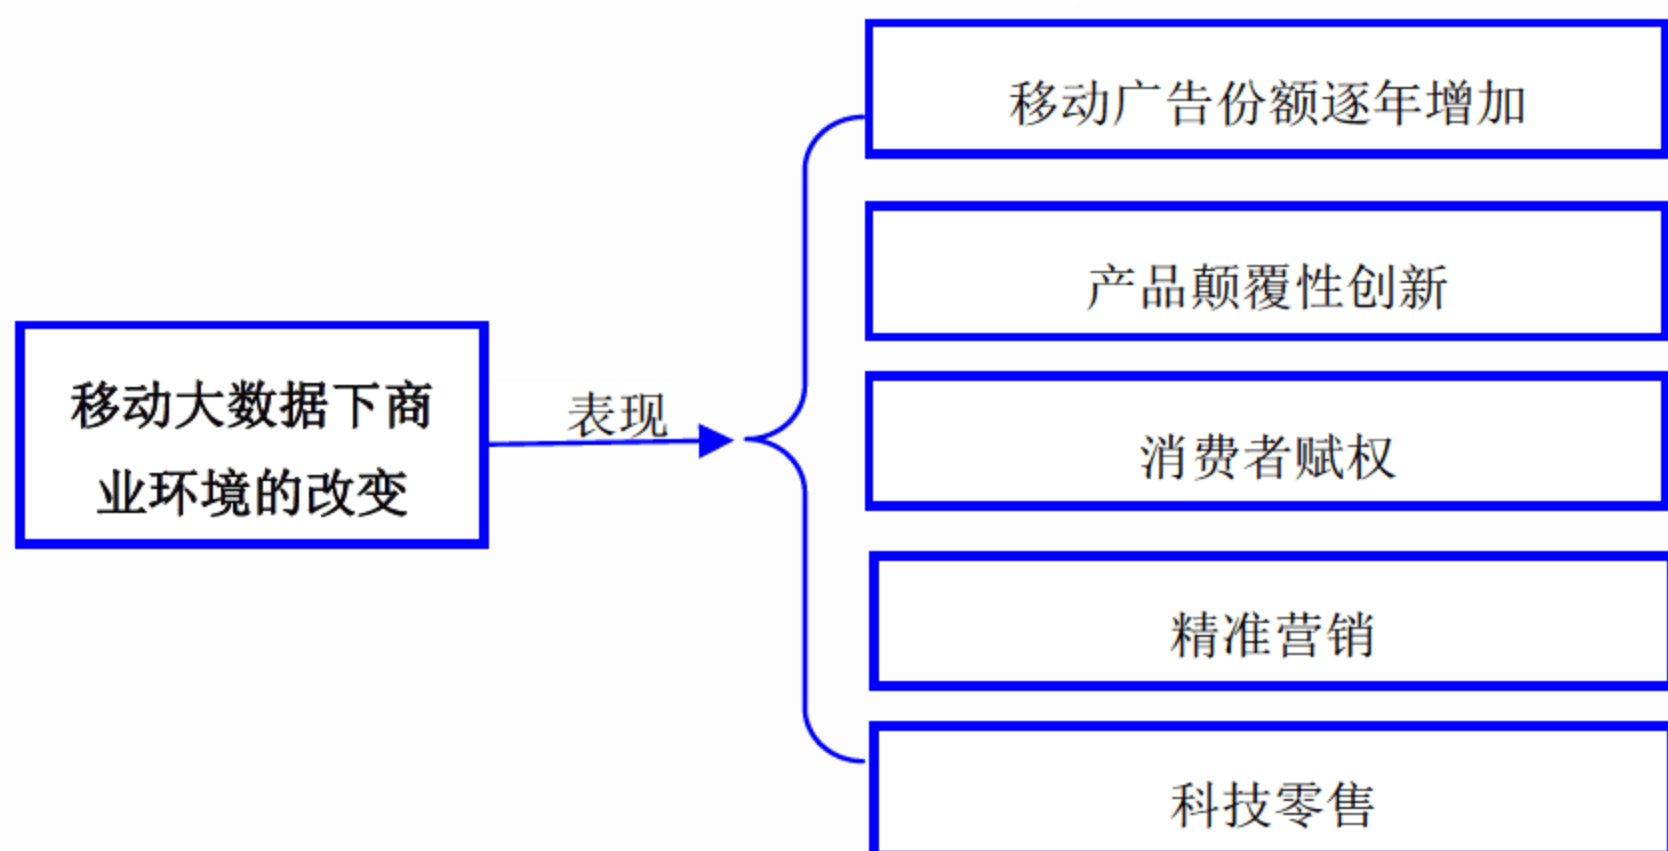 移动大数据下商
业环境的改变
表现
移动广告份额逐年增加
产品颠覆性创新
消费者赋权
精准营销
科技零售